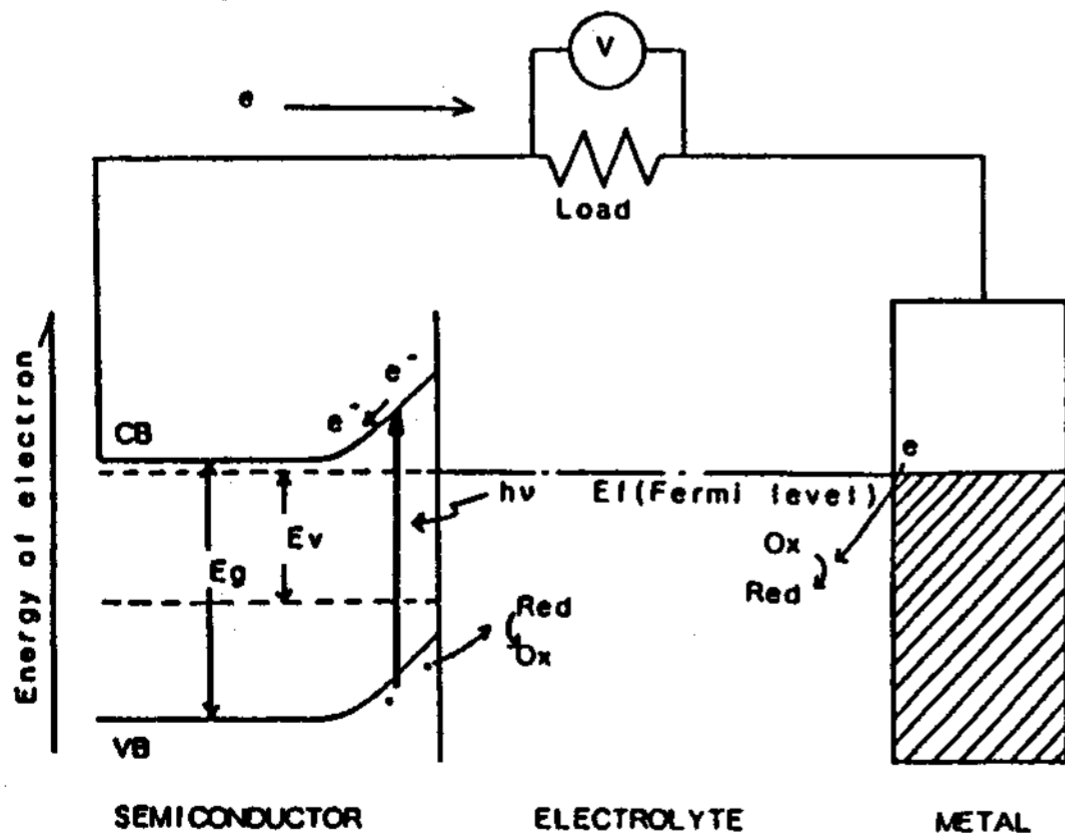 V
e
Load
Energy of electron
e⁻
e⁻
CB
e
hν
Ef(Fermi level)
Ev
Eg
Ox
Red
Red
Ox
VB
SEMICONDUCTOR
ELECTROLYTE
METAL